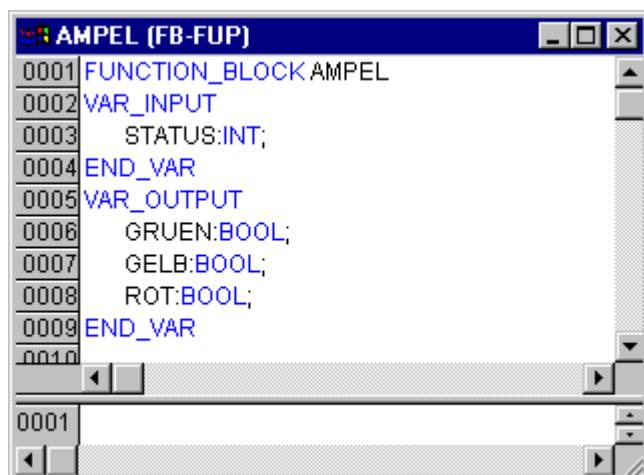 AMPEL (FB-FUP)
0001 FUNCTION_BLOCK AMPEL
0002 VAR_INPUT
0003 STATUS:INT;
0004 END_VAR
0005 VAR_OUTPUT
0006 GRUEN:BOOL;
0007 GELB:BOOL;
0008 ROT:BOOL;
0009 END_VAR
0010
0001